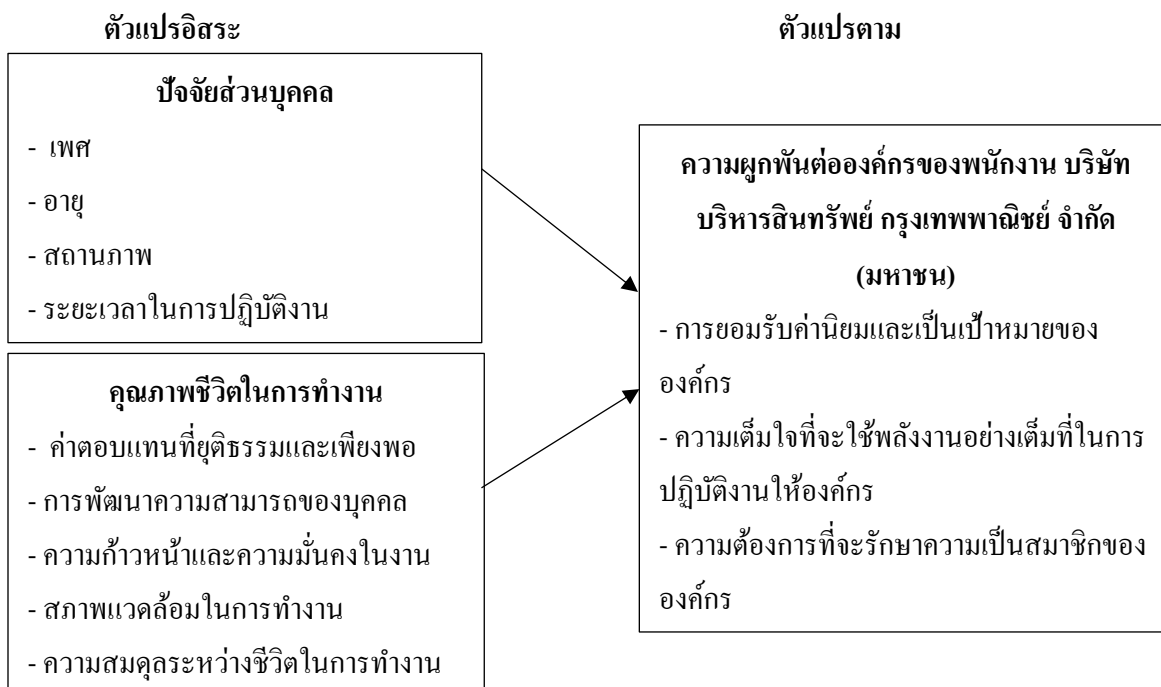 ตัวแปรอิสระ
ตัวแปรตาม
ปัจจัยส่วนบุคคล
- เพศ
- อายุ
- สถานภาพ
- ระยะเวลาในการปฏิบัติงาน
คุณภาพชีวิตในการทำงาน
- ค่าตอบแทนที่ยุติธรรมและเพียงพอ
- การพัฒนาความสามารถของบุคคล
- ความก้าวหน้าและความมั่นคงในงาน
- สภาพแวดล้อมในการทำงาน
- ความสมดุลระหว่างชีวิตในการทำงาน
ความผูกพันต่อองค์กรของพนักงาน บริษัท
บริหารสินทรัพย์ กรุงเทพพาณิชย์ จำกัด
(มหาชน)
- การยอมรับค่านิยมและเป็นเป้าหมายของ
องค์กร
- ความเต็มใจที่จะใช้พลังงานอย่างเต็มที่ในการ
ปฏิบัติงานให้องค์กร
- ความต้องการที่จะรักษาความเป็นสมาชิกของ
องค์กร